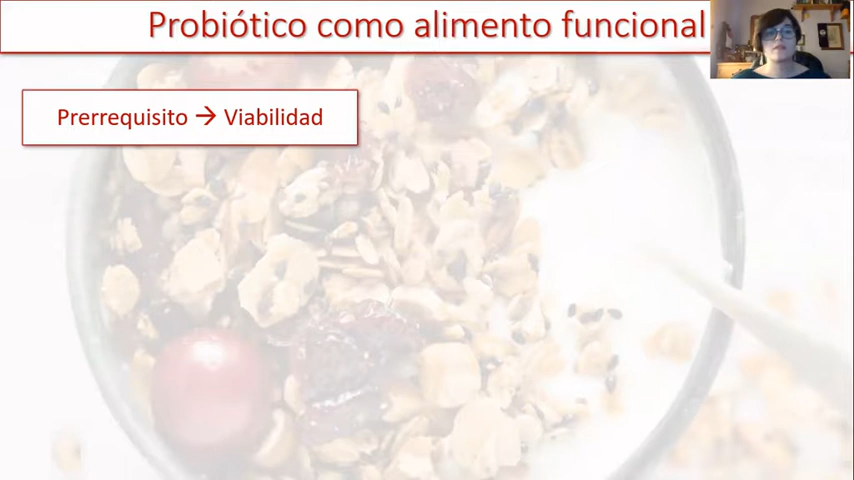 Probiótico como alimento funcional
Prerrequisito → Viabilidad